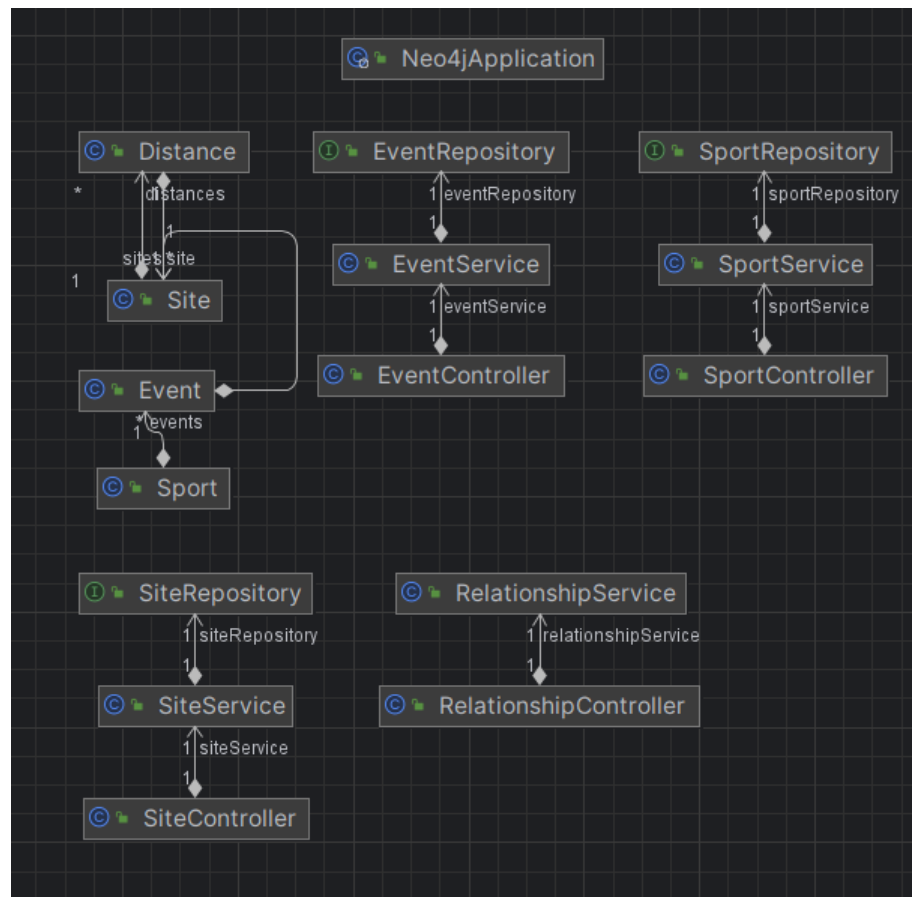 Neo4jApplication
Distance
EventRepository
SportRepository
* distances
1 eventRepository
1 sportRepository
1
1
1
EventService
SportService
sites
site
1
Site
1 eventService
1 sportService
1
1
Event
EventController
SportController
* events
1
Sport
SiteRepository
RelationshipService
1 siteRepository
1 relationshipService
1
1
SiteService
RelationshipController
1 siteService
1
SiteController